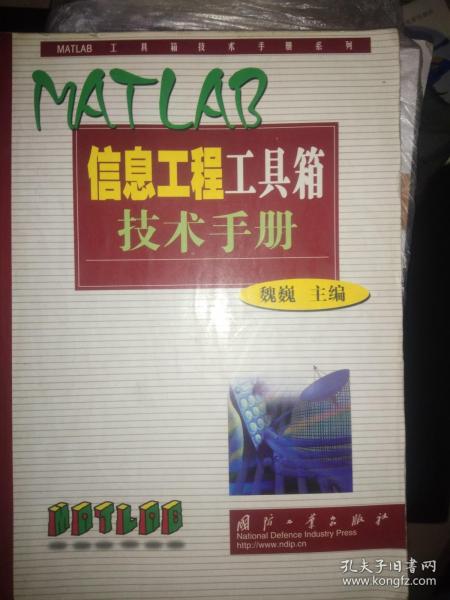 MATLAB 工具箱技术手册系列
MATLAB
信息工程工具箱
技术手册
魏巍 主编
MATLAB
国防工业出版社
National Defence Industry Press
http://www.ndip.cn
孔夫子旧书网
www.kongfz.com